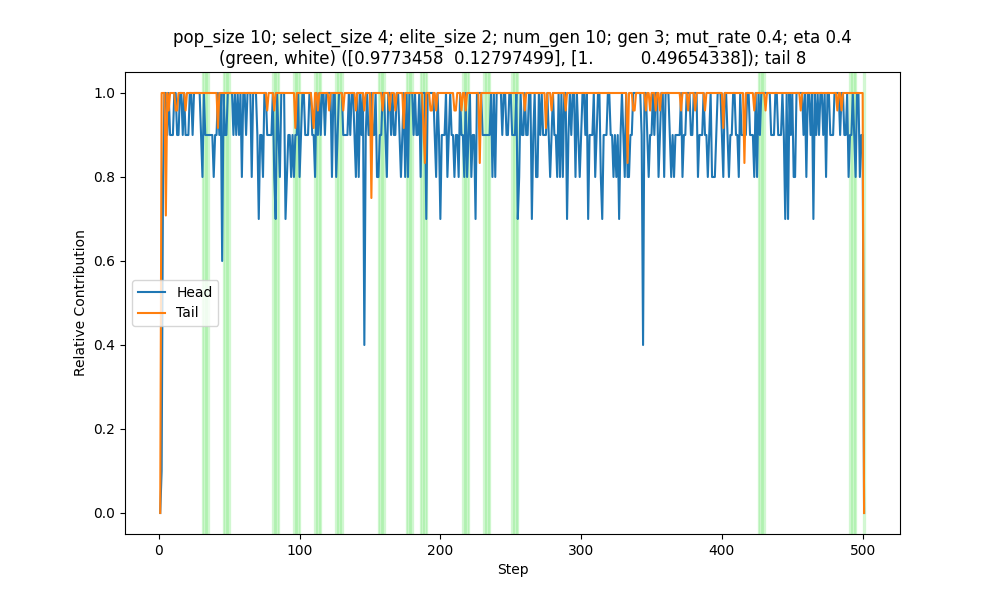 pop_size 10; select_size 4; elite_size 2; num_gen 10; gen 3; mut_rate 0.4; eta 0.4
(green, white) ([0.9773458 0.12797499], [1. 0.49654338]); tail 8
1.0
0.8
0.6
0.4
0.2
0.0
Relative Contribution
Head
Tail
0 100 200 300 400 500
Step